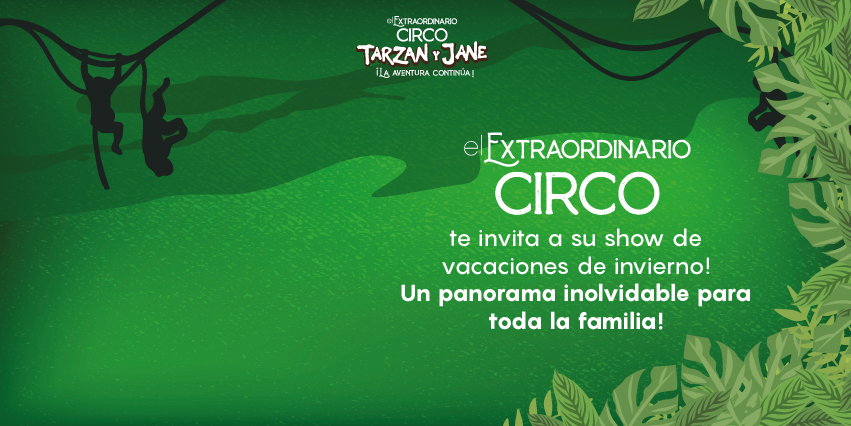 el EXTRAORDINARIO
CIRCO
TARZAN Y JANE
¡LA AVENTURA CONTINÚA!
el EXTRAORDINARIO
CIRCO
te invita a su show de
vacaciones de invierno!
Un panorama inolvidable para
toda la familia!